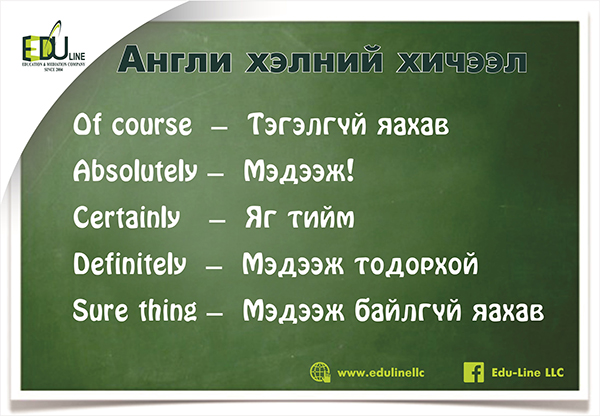 EDU LINE
EDUCATION & MEDIATION COMPANY
SINCE 2004
Англи хэлний хичээл
Of course – Тэгэлгүй яахав
Absolutely – Мэдээж!
Certainly – Яг тийм
Definitely – Мэдээж тодорхой
Sure thing – Мэдээж байлгүй яахав
www.edulinellc
Edu-Line LLC